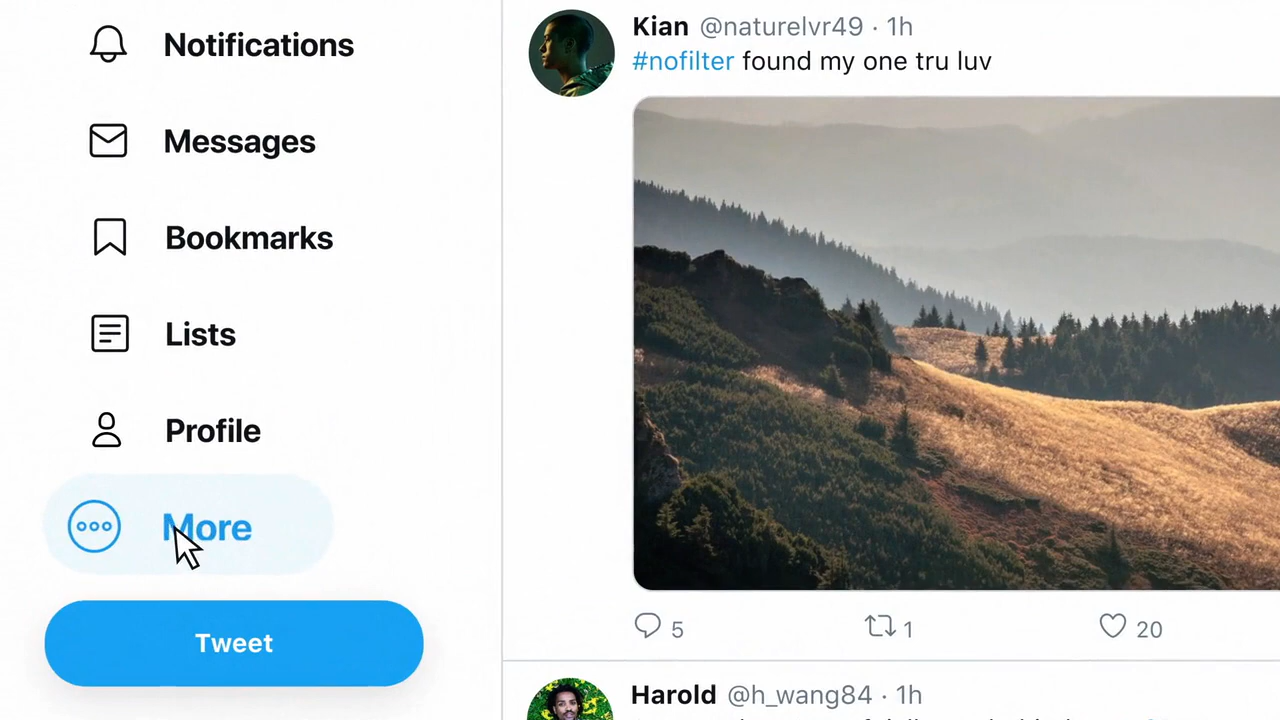 Notifications
Messages
Bookmarks
Lists
Profile
More
Tweet
Kian @naturelvr49 · 1h
#nofilter found my one tru luv
5
1
20
Harold @h_wang84 · 1h